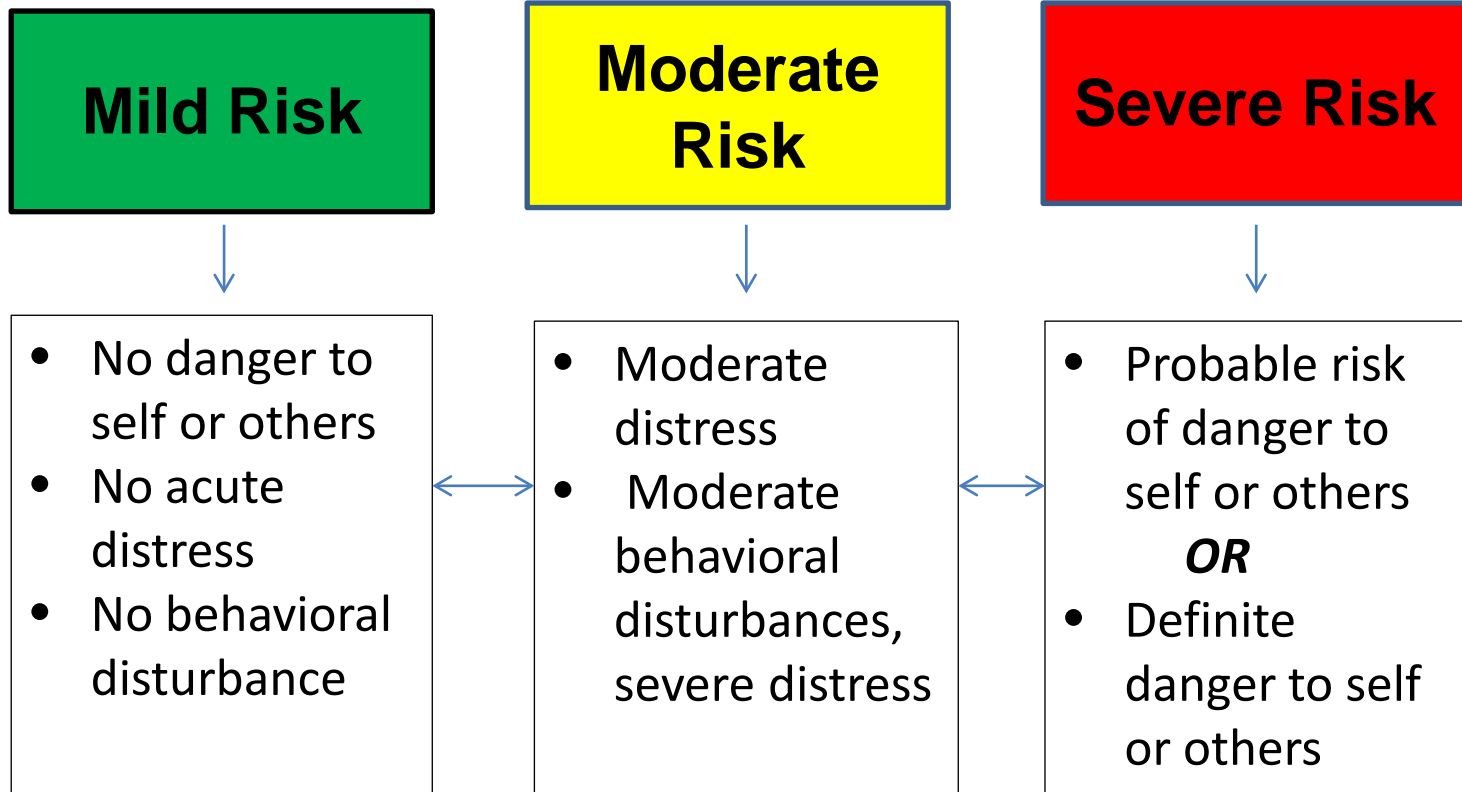 Mild Risk
Moderate
Risk
Severe Risk
• No danger to
self or others
• No acute
distress
• No behavioral
disturbance
• Moderate
distress
• Moderate
behavioral
disturbances,
severe distress
• Probable risk
of danger to
self or others
OR
• Definite
danger to self
or others